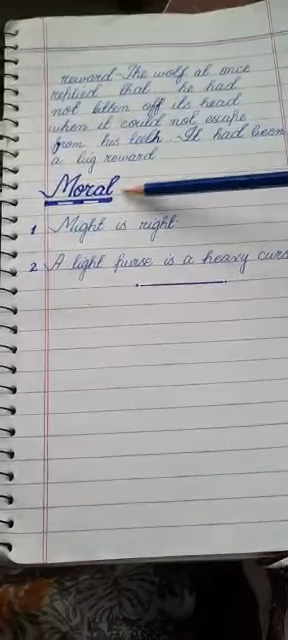 reward. The wolf at once
replied that he had
not bitten off its head
when it could not escape
from his teeth. It had been
a big reward
Moral
1 Might is right
2 A light purse is a heavy curs